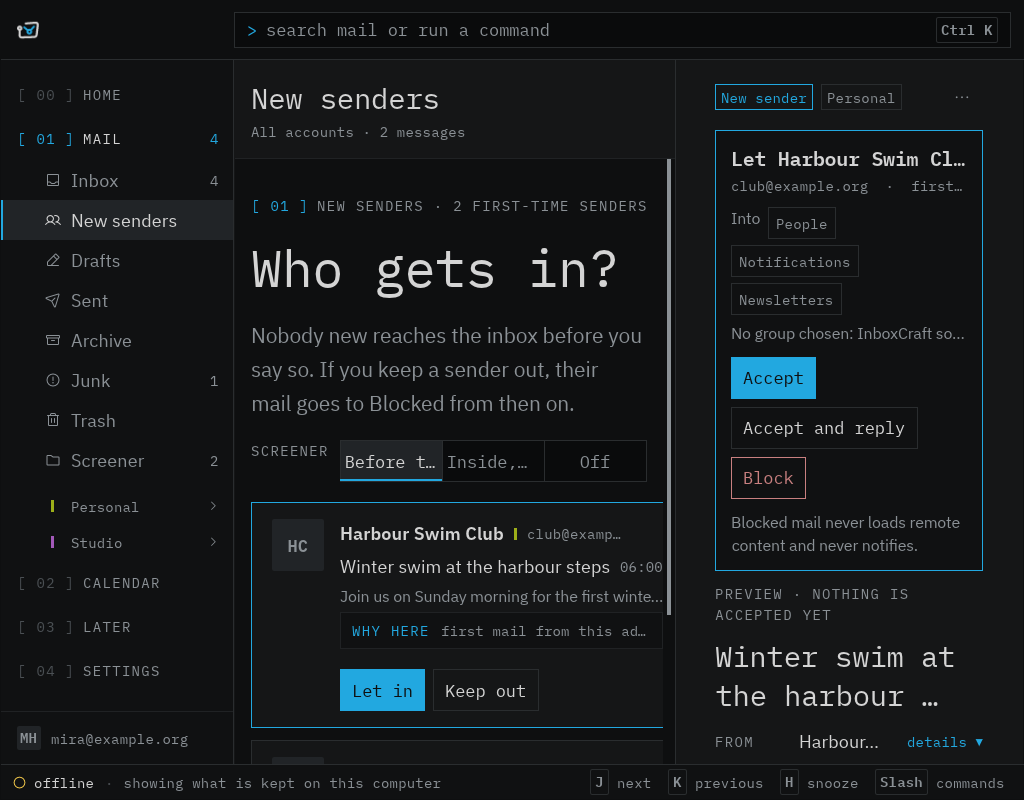 > search mail or run a command Ctrl K
[ 00 ] HOME
[ 01 ] MAIL 4
Inbox 4
New senders
Drafts
Sent
Archive
Junk 1
Trash
Screener 2
Personal
Studio
[ 02 ] CALENDAR
[ 03 ] LATER
[ 04 ] SETTINGS
MH mira@example.org
New senders
All accounts · 2 messages
[ 01 ] NEW SENDERS · 2 FIRST-TIME SENDERS
Who gets in?
Nobody new reaches the inbox before you
say so. If you keep a sender out, their
mail goes to Blocked from then on.
SCREENER Before t… Inside,… Off
HC Harbour Swim Club club@examp…
Winter swim at the harbour steps 06:00
Join us on Sunday morning for the first winte…
WHY HERE first mail from this ad…
Let in Keep out
New sender Personal …
Let Harbour Swim Cl…
club@example.org · first…
Into People
Notifications
Newsletters
No group chosen: InboxCraft so…
Accept
Accept and reply
Block
Blocked mail never loads remote
content and never notifies.
PREVIEW · NOTHING IS
ACCEPTED YET
Winter swim at
the harbour …
FROM Harbour… details ▼
offline · showing what is kept on this computer J next K previous H snooze Slash commands